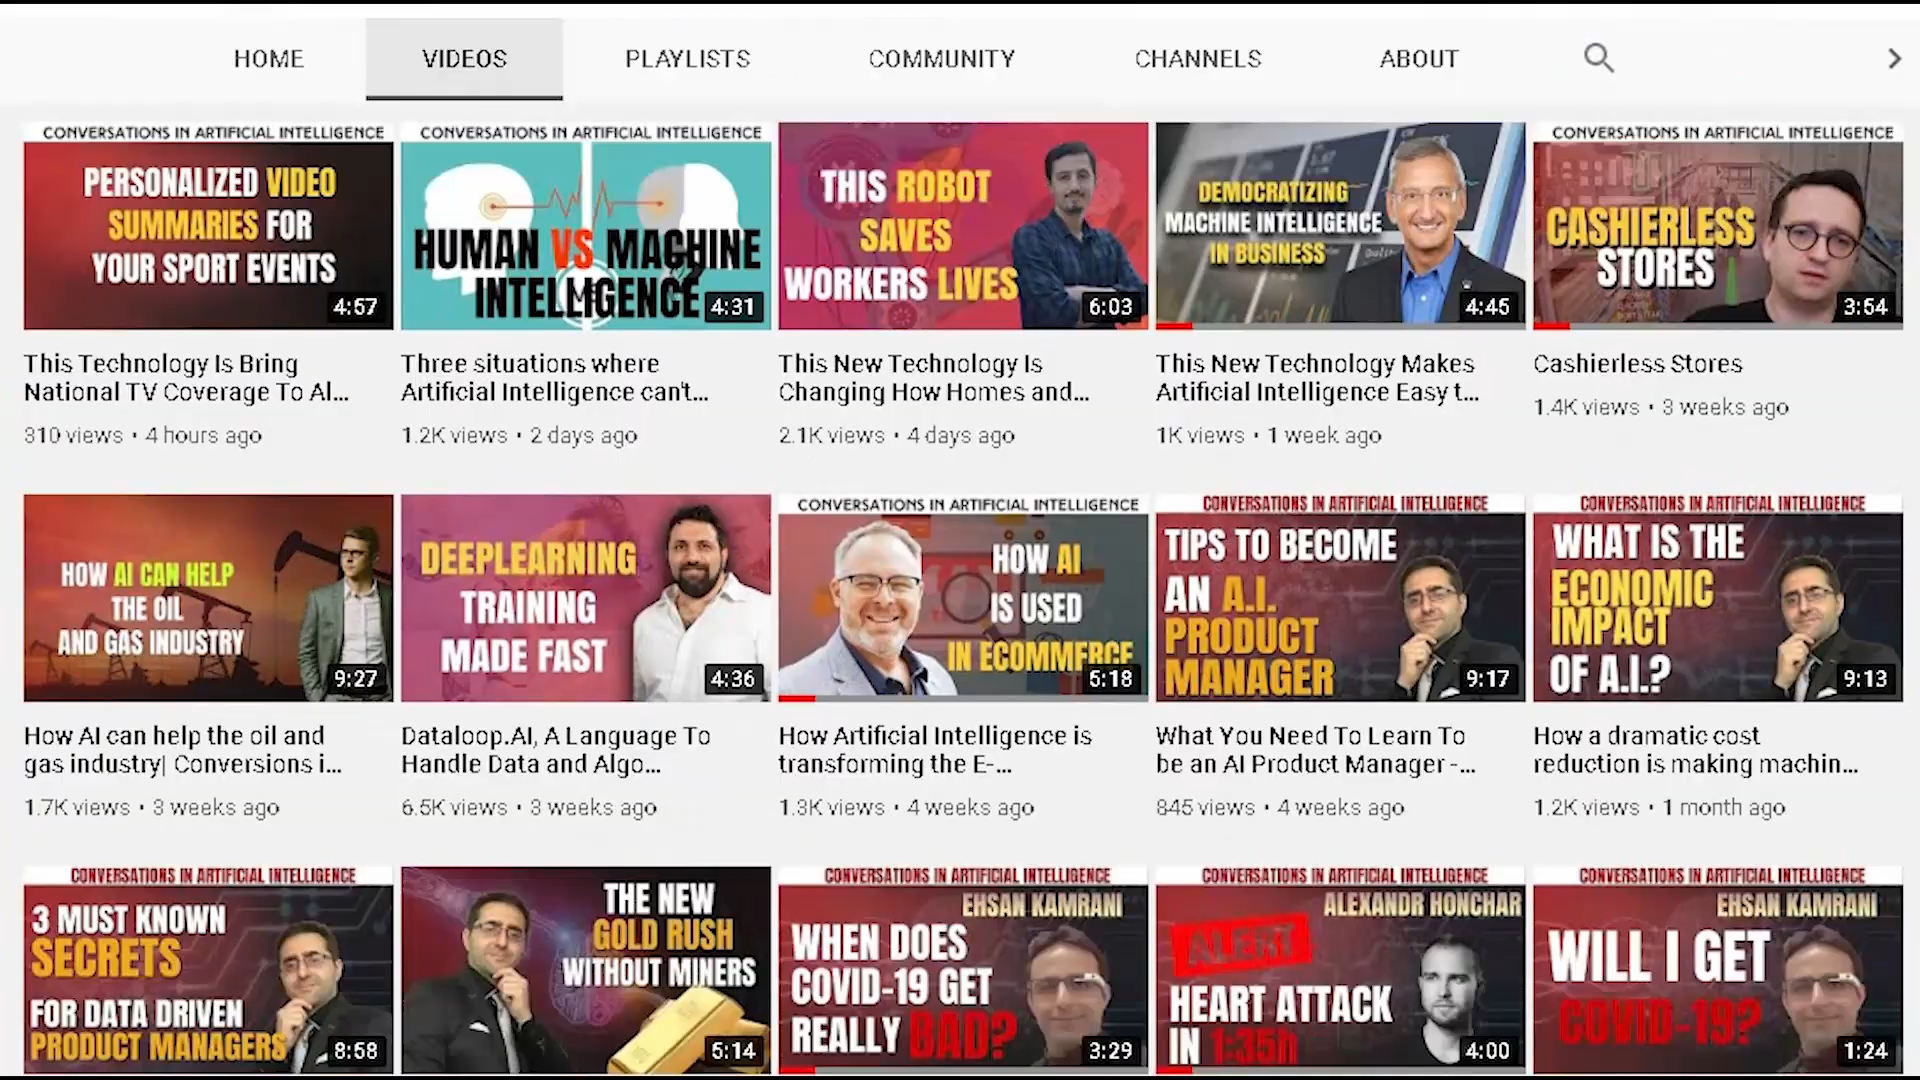 HOME VIDEOS PLAYLISTS COMMUNITY CHANNELS ABOUT
CONVERSATIONS IN ARTIFICIAL INTELLIGENCE
PERSONALIZED VIDEO
SUMMARIES FOR
YOUR SPORT EVENTS
4:57
This Technology Is Bring
National TV Coverage To Al...
310 views • 4 hours ago
CONVERSATIONS IN ARTIFICIAL INTELLIGENCE
HUMAN VS MACHINE
INTELLIGENCE
4:31
Three situations where
Artificial Intelligence can't...
1.2K views • 2 days ago
THIS ROBOT
SAVES
WORKERS LIVES
6:03
This New Technology Is
Changing How Homes and...
2.1K views • 4 days ago
DEMOCRATIZING
MACHINE INTELLIGENCE
IN BUSINESS
4:45
This New Technology Makes
Artificial Intelligence Easy t...
1K views • 1 week ago
CONVERSATIONS IN ARTIFICIAL INTELLIGENCE
CASHIERLESS
STORES
3:54
Cashierless Stores
1.4K views • 3 weeks ago
HOW AI CAN HELP
THE OIL
AND GAS INDUSTRY
9:27
How AI can help the oil and
gas industry| Conversions i...
1.7K views • 3 weeks ago
DEEPLEARNING
TRAINING
MADE FAST
4:36
Dataloop.AI, A Language To
Handle Data and Algo...
6.5K views • 3 weeks ago
CONVERSATIONS IN ARTIFICIAL INTELLIGENCE
HOW AI
IS USED
IN ECOMMERCE
5:18
How Artificial Intelligence is
transforming the E-...
1.3K views • 4 weeks ago
CONVERSATIONS IN ARTIFICIAL INTELLIGENCE
TIPS TO BECOME
AN A.I.
PRODUCT
MANAGER
9:17
What You Need To Learn To
be an AI Product Manager -...
845 views • 4 weeks ago
CONVERSATIONS IN ARTIFICIAL INTELLIGENCE
WHAT IS THE
ECONOMIC
IMPACT
OF A.I.?
9:13
How a dramatic cost
reduction is making machin...
1.2K views • 1 month ago
CONVERSATIONS IN ARTIFICIAL INTELLIGENCE
3 MUST KNOWN
SECRETS
FOR DATA DRIVEN
PRODUCT MANAGERS
8:58
THE NEW
GOLD RUSH
WITHOUT MINERS
5:14
CONVERSATIONS IN ARTIFICIAL INTELLIGENCE
EHSAN KAMRANI
WHEN DOES
COVID-19 GET
REALLY BAD?
3:29
CONVERSATIONS IN ARTIFICIAL INTELLIGENCE
ALEXANDR HONCHAR
ALERT
HEART ATTACK
IN 1:35h
4:00
CONVERSATIONS IN ARTIFICIAL INTELLIGENCE
EHSAN KAMRANI
WILL I GET
COVID-19?
1:24